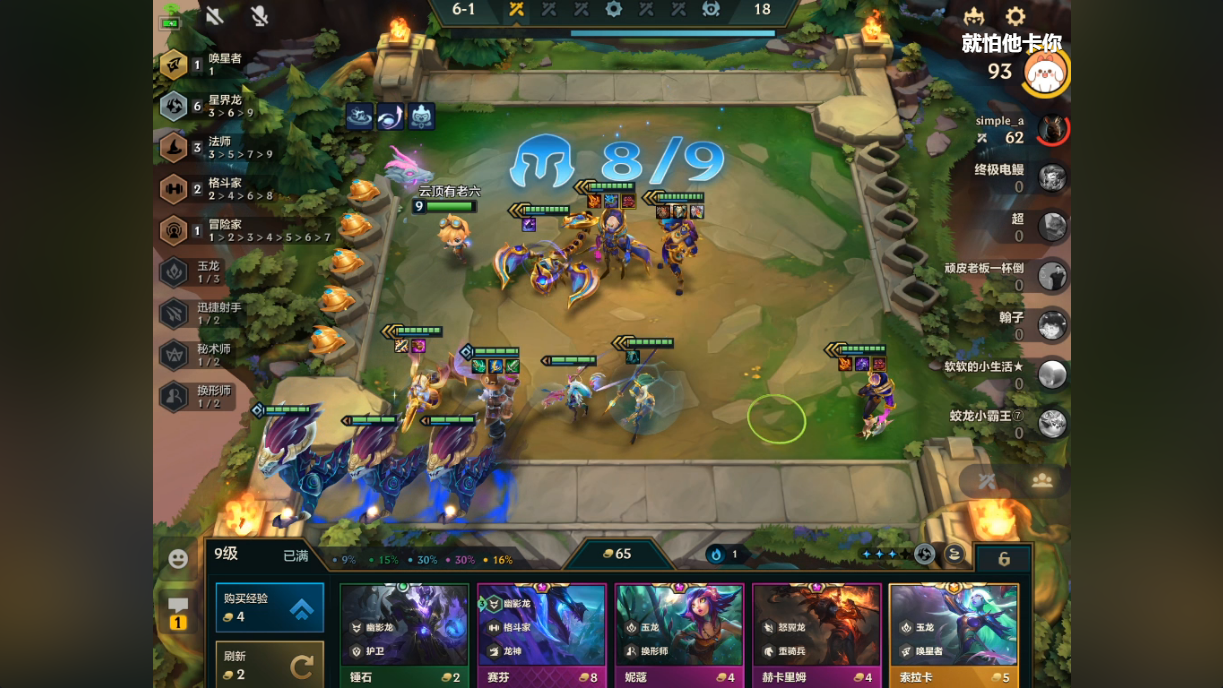 6-1
18
就怕他卡你
93
1 唤星者
1
6 星界龙
3 > 6 > 9
3 法师
3 > 5 > 7 > 9
2 格斗家
2 > 4 > 6 > 8
1 冒险家
1 > 2 > 3 > 4 > 5 > 6 > 7
玉龙
1 / 3
迅捷射手
1 / 2
秘术师
1 / 2
换形师
1 / 2
8/9
云顶有老六
9
simple_a
62
终极电鳗
0
超
0
顽皮老板一杯倒
0
翰子
0
软软的小生活★
0
蛟龙小霸王⑦
0
9级
已满
9% 15% 30% 30% 16%
65
1
1
购买经验
4
刷新
2
幽影龙
护卫
锤石 2
3 幽影龙
格斗家
龙神
赛芬 8
玉龙
换形师
妮蔻 4
怒翼龙
重骑兵
赫卡里姆 4
玉龙
唤星者
索拉卡 5